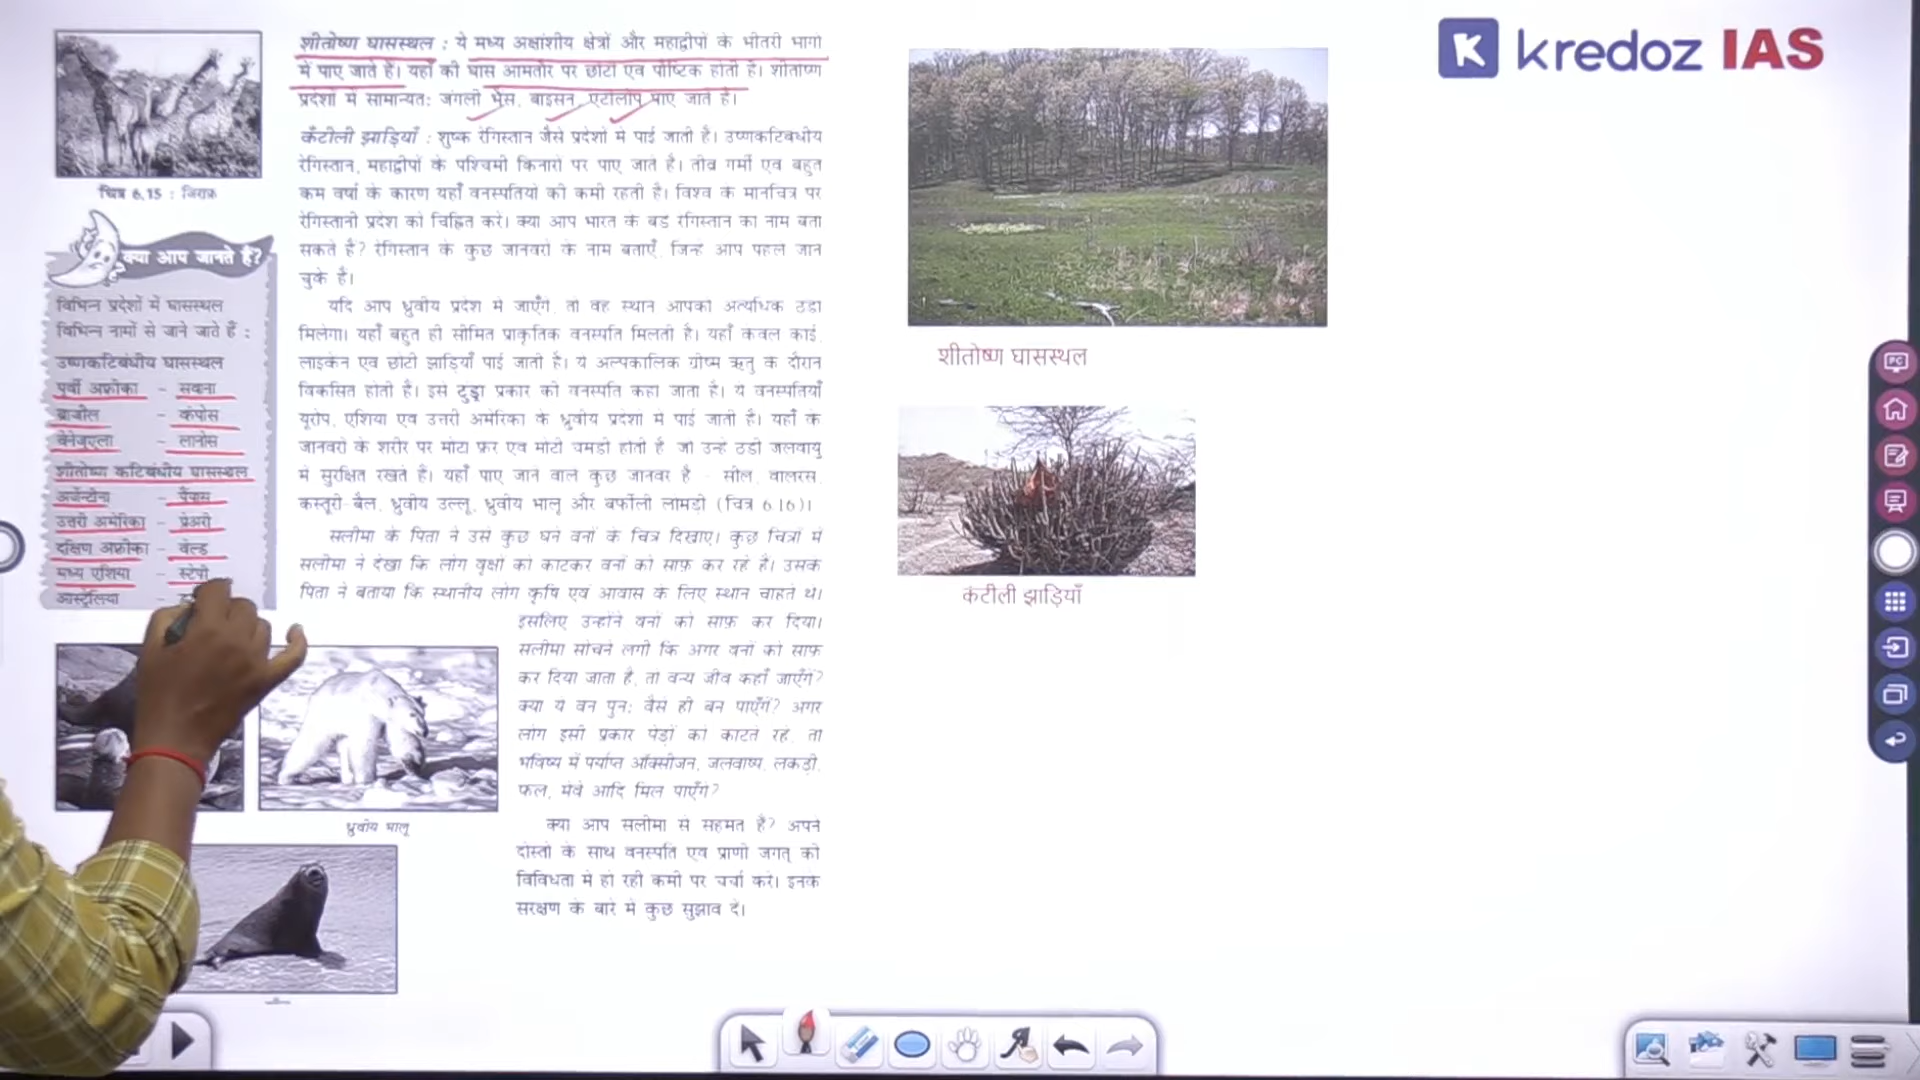 शीतोष्ण घासस्थल : ये मध्य अक्षांशीय क्षेत्रों और महाद्वीपों के भीतरी भागों
में पाए जाते हैं। यहाँ की घास आमतौर पर छोटी एवं पौष्टिक होती है। शीतोष्ण
प्रदेशों में सामान्यत: जंगली भैंस, बाइसन, एंटीलोप पाए जाते हैं।
कँटीली झाड़ियाँ : शुष्क रेगिस्तान जैसे प्रदेशों में पाई जाती हैं। उष्णकटिबंधीय
रेगिस्तान, महाद्वीपों के पश्चिमी किनारों पर पाए जाते हैं। तीव्र गर्मी एवं बहुत
कम वर्षा के कारण यहाँ वनस्पतियों की कमी रहती है। विश्व के मानचित्र पर
रेगिस्तानी प्रदेश को चिह्नित करें। क्या आप भारत के बड़े रेगिस्तान का नाम बता
सकते हैं? रेगिस्तान के कुछ जानवरों के नाम बताएँ, जिन्हें आप पहले जान
चुके हैं।
यदि आप ध्रुवीय प्रदेश में जाएँगे, तो वह स्थान आपको अत्यधिक ठंडा
मिलेगा। यहाँ बहुत ही सीमित प्राकृतिक वनस्पति मिलती है। यहाँ केवल काई,
लाइकेन एवं छोटी झाड़ियाँ पाई जाती हैं। ये अल्पकालिक ग्रीष्म ऋतु के दौरान
विकसित होती हैं। इसे टुंड्रा प्रकार की वनस्पति कहा जाता है। ये वनस्पतियाँ
यूरोप, एशिया एवं उत्तरी अमेरिका के ध्रुवीय प्रदेशों में पाई जाती हैं। यहाँ के
जानवरों के शरीर पर मोटा फ़र एवं मोटी चमड़ी होती है जो उन्हें ठंडी जलवायु
में सुरक्षित रखते हैं। यहाँ पाए जाने वाले कुछ जानवर हैं - सील, वालरस,
कस्तूरी-बैल, ध्रुवीय उल्लू, ध्रुवीय भालू और बर्फीली लोमड़ी (चित्र 6.16)।
सलीमा के पिता ने उसे कुछ घने वनों के चित्र दिखाए। कुछ चित्रों में
सलीमा ने देखा कि लोग वृक्षों को काटकर वनों को साफ़ कर रहे हैं। उसके
पिता ने बताया कि स्थानीय लोग कृषि एवं आवास के लिए स्थान चाहते थे।
इसलिए उन्होंने वनों को साफ़ कर दिया।
सलीमा सोचने लगी कि अगर वनों को साफ़
कर दिया जाता है, तो वन्य जीव कहाँ जाएँगे?
क्या ये वन पुन: वैसे ही बन पाएँगे? अगर
लोग इसी प्रकार पेड़ों को काटते रहे, तो
भविष्य में पर्याप्त ऑक्सीजन, जलवाष्प, लकड़ी,
फल, मेवे आदि मिल पाएँगे?
क्या आप सलीमा से सहमत हैं? अपने
दोस्तों के साथ वनस्पति एवं प्राणी जगत् की
विविधता में हो रही कमी पर चर्चा करें। इनके
संरक्षण के बारे में कुछ सुझाव दें।
चित्र 6.15 : जिराफ़
क्या आप जानते हैं?
विभिन्न प्रदेशों में घासस्थल
विभिन्न नामों से जाने जाते हैं :
उष्णकटिबंधीय घासस्थल
पूर्वी अफ्रीका - सवाना
ब्राजील - कंपोस
वेनेजुएला - लानोस
शीतोष्ण कटिबंधीय घासस्थल
अर्जेन्टीना - पैंपास
उत्तरी अमेरिका - प्रेअरी
दक्षिण अफ्रीका - वेल्ड
मध्य एशिया - स्टेपी
आस्ट्रेलिया -
ध्रुवीय भालू
शीतोष्ण घासस्थल
कंटीली झाड़ियाँ
kredoz IAS